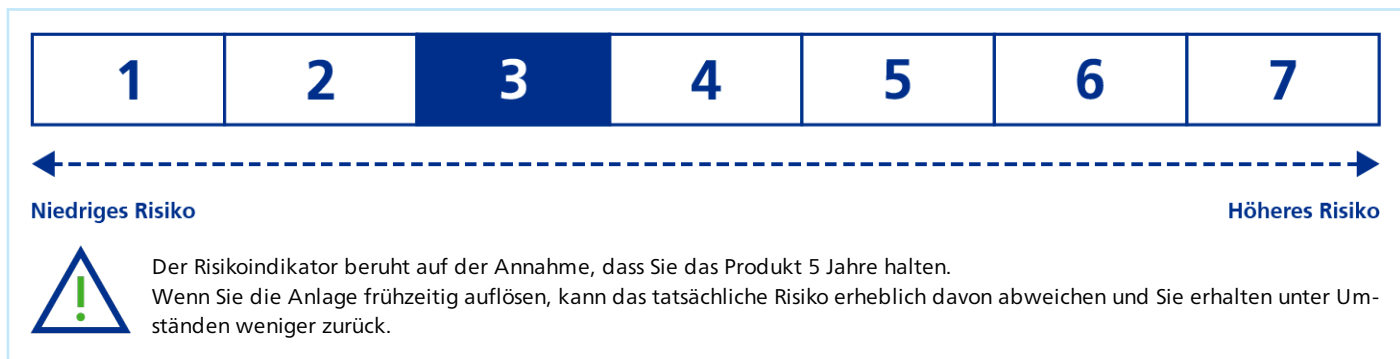 1 2 3 4 5 6 7
Niedriges Risiko Höheres Risiko
Der Risikoindikator beruht auf der Annahme, dass Sie das Produkt 5 Jahre halten.
Wenn Sie die Anlage frühzeitig auflösen, kann das tatsächliche Risiko erheblich davon abweichen und Sie erhalten unter Um-
ständen weniger zurück.